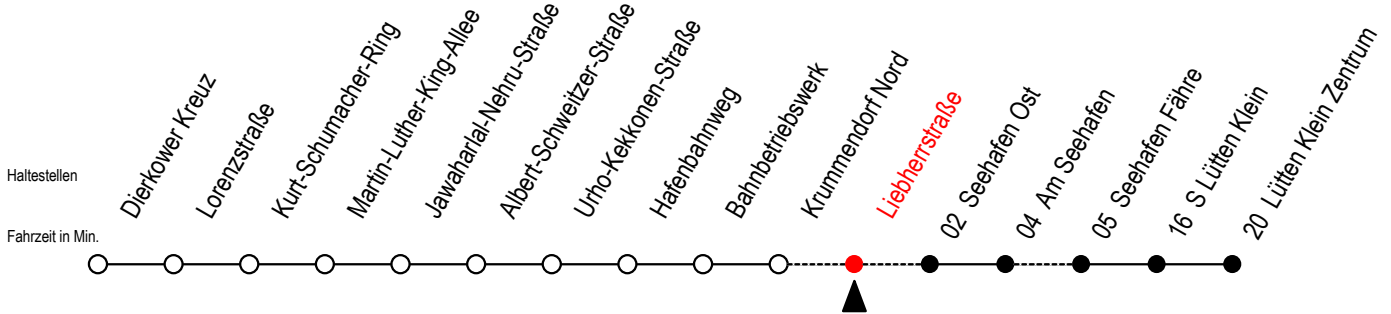 Haltestellen
Fahrzeit in Min.
Dierkower Kreuz
Lorenzstraße
Kurt-Schumacher-Ring
Martin-Luther-King-Allee
Jawaharlal-Nehru-Straße
Albert-Schweitzer-Straße
Urho-Kekkonen-Straße
Hafenbahnweg
Bahnbetriebswerk
Krummendorf Nord
Liebherrstraße
02 Seehafen Ost
04 Am Seehafen
05 Seehafen Fähre
16 S Lütten Klein
20 Lütten Klein Zentrum